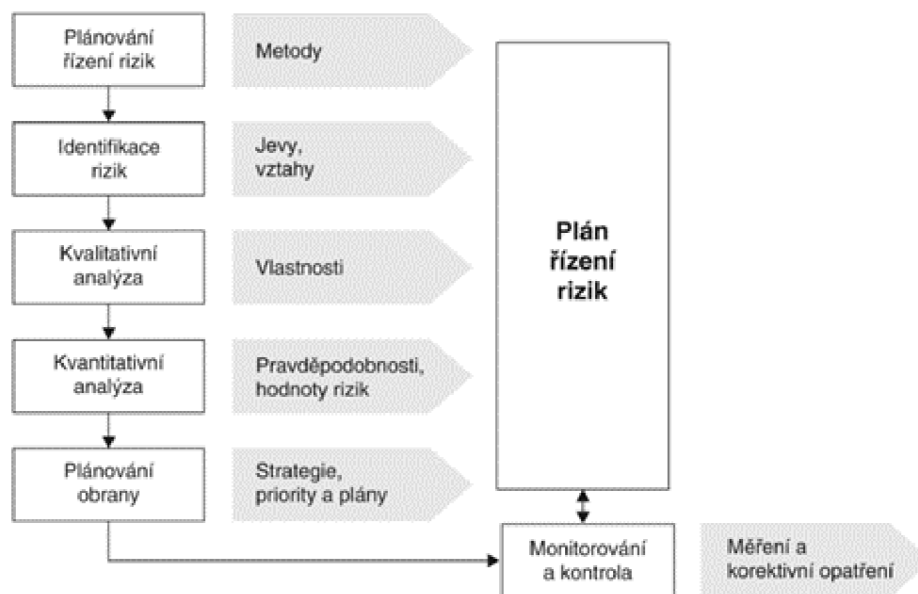 Plánování
řízení rizik
Metody
Identifikace
rizik
Jevy,
vztahy
Kvalitativní
analýza
Vlastnosti
Kvantitativní
analýza
Pravděpodobnosti,
hodnoty rizik
Plánování
obrany
Strategie,
priority a plány
Plán
řízení
rizik
Monitorování
a kontrola
Měření a
korektivní opatření